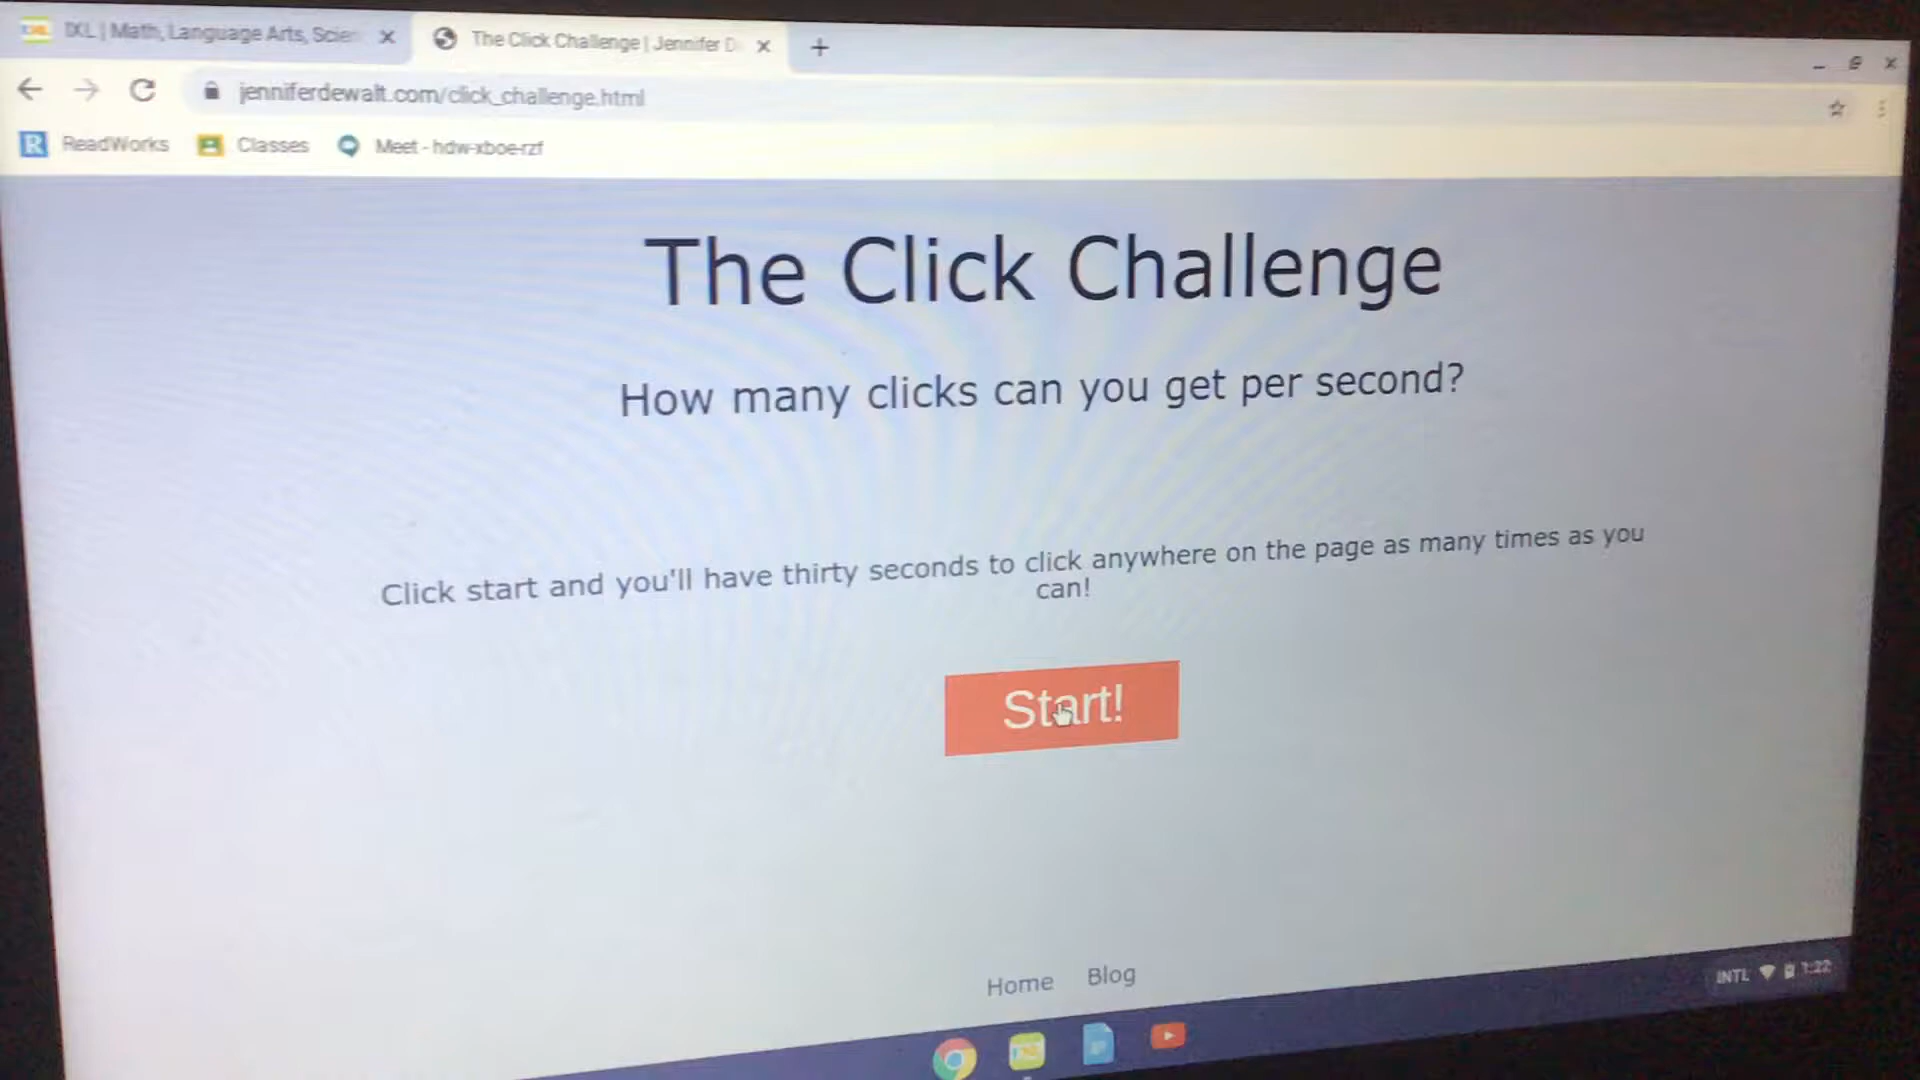 IXL | Math, Language Arts, Scien
The Click Challenge | Jennifer D
jenniferdewalt.com/click_challenge.html
ReadWorks
Classes
Meet - hdw-xboe-rzf
The Click Challenge
How many clicks can you get per second?
Click start and you'll have thirty seconds to click anywhere on the page as many times as you
can!
Start!
Home
Blog
INTL
1:22